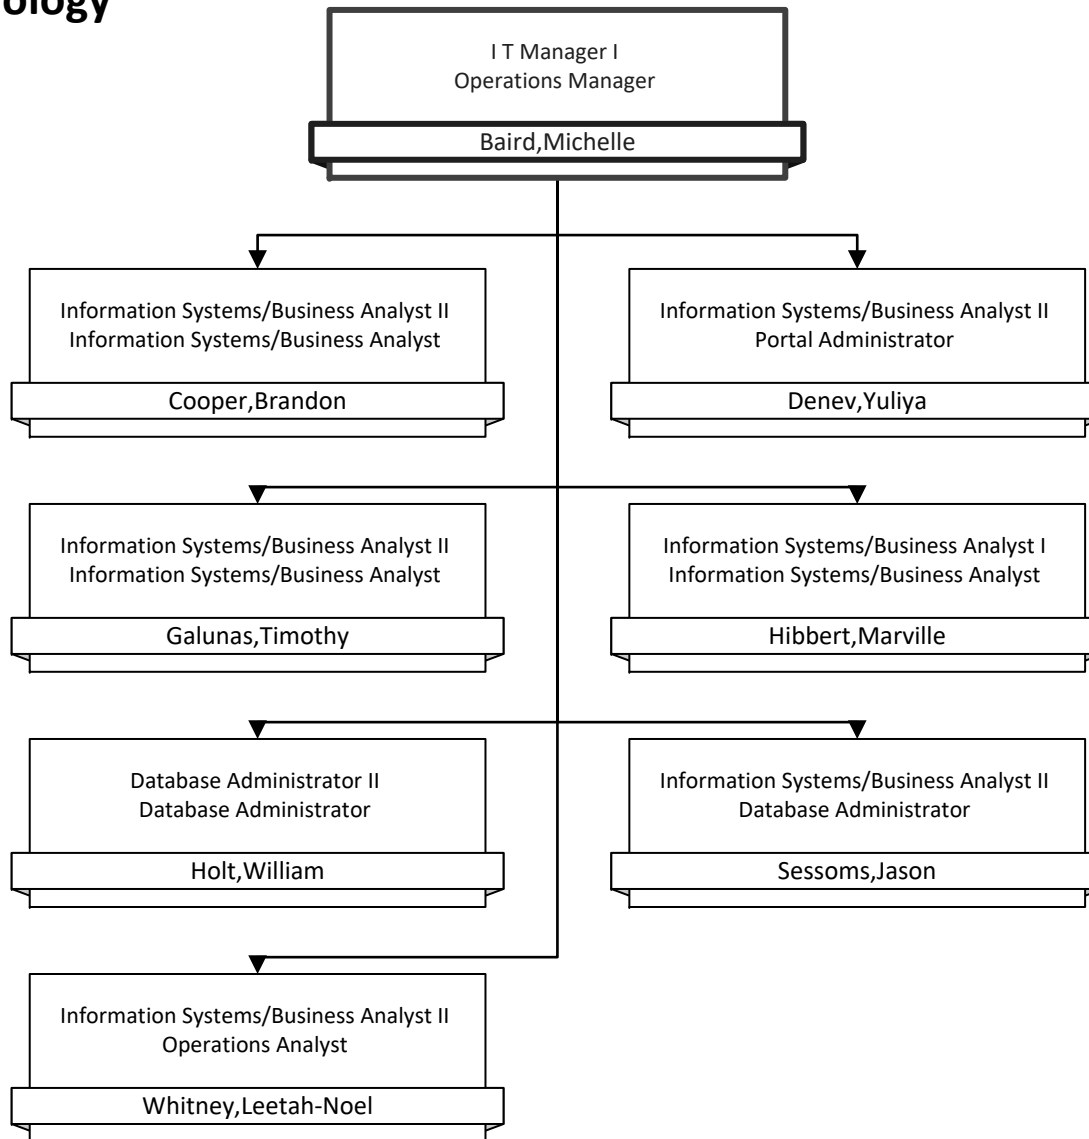 I T Manager I
Operations Manager
Baird,Michelle
Information Systems/Business Analyst II
Information Systems/Business Analyst
Cooper,Brandon
Information Systems/Business Analyst II
Portal Administrator
Denev,Yuliya
Information Systems/Business Analyst II
Information Systems/Business Analyst
Galunas,Timothy
Information Systems/Business Analyst I
Information Systems/Business Analyst
Hibbert,Marville
Database Administrator II
Database Administrator
Holt,William
Information Systems/Business Analyst II
Database Administrator
Sessoms,Jason
Information Systems/Business Analyst II
Operations Analyst
Whitney,Leetah-Noel